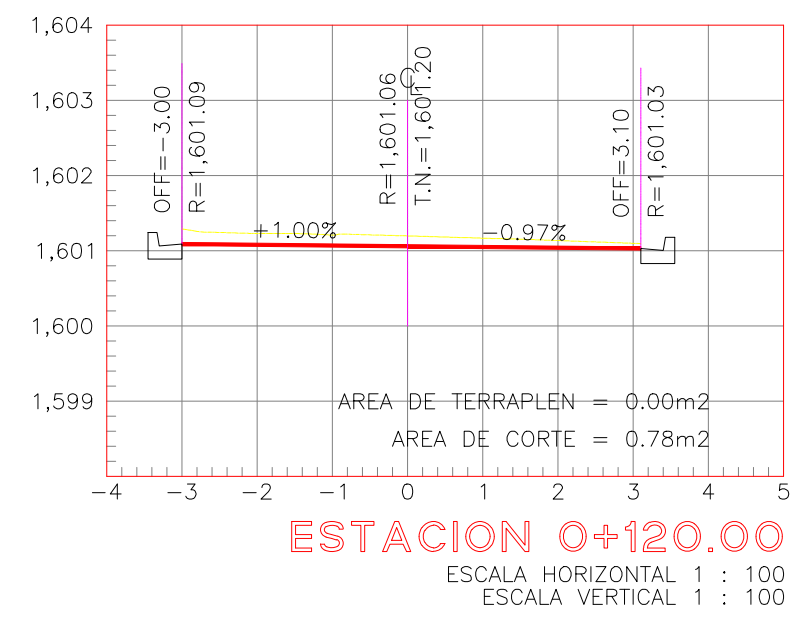 1,604
1,603
1,602
1,601
1,600
1,599
OFF=-3.00
R=1,601.09
R=1,601.06
T.N.=1,601.20
OFF=3.10
R=1,601.03
+1.00%
-0.97%
AREA DE TERRAPLEN = 0.00m2
AREA DE CORTE = 0.78m2
-4 -3 -2 -1 0 1 2 3 4 5
ESTACION 0+120.00
ESCALA HORIZONTAL 1 : 100
ESCALA VERTICAL 1 : 100